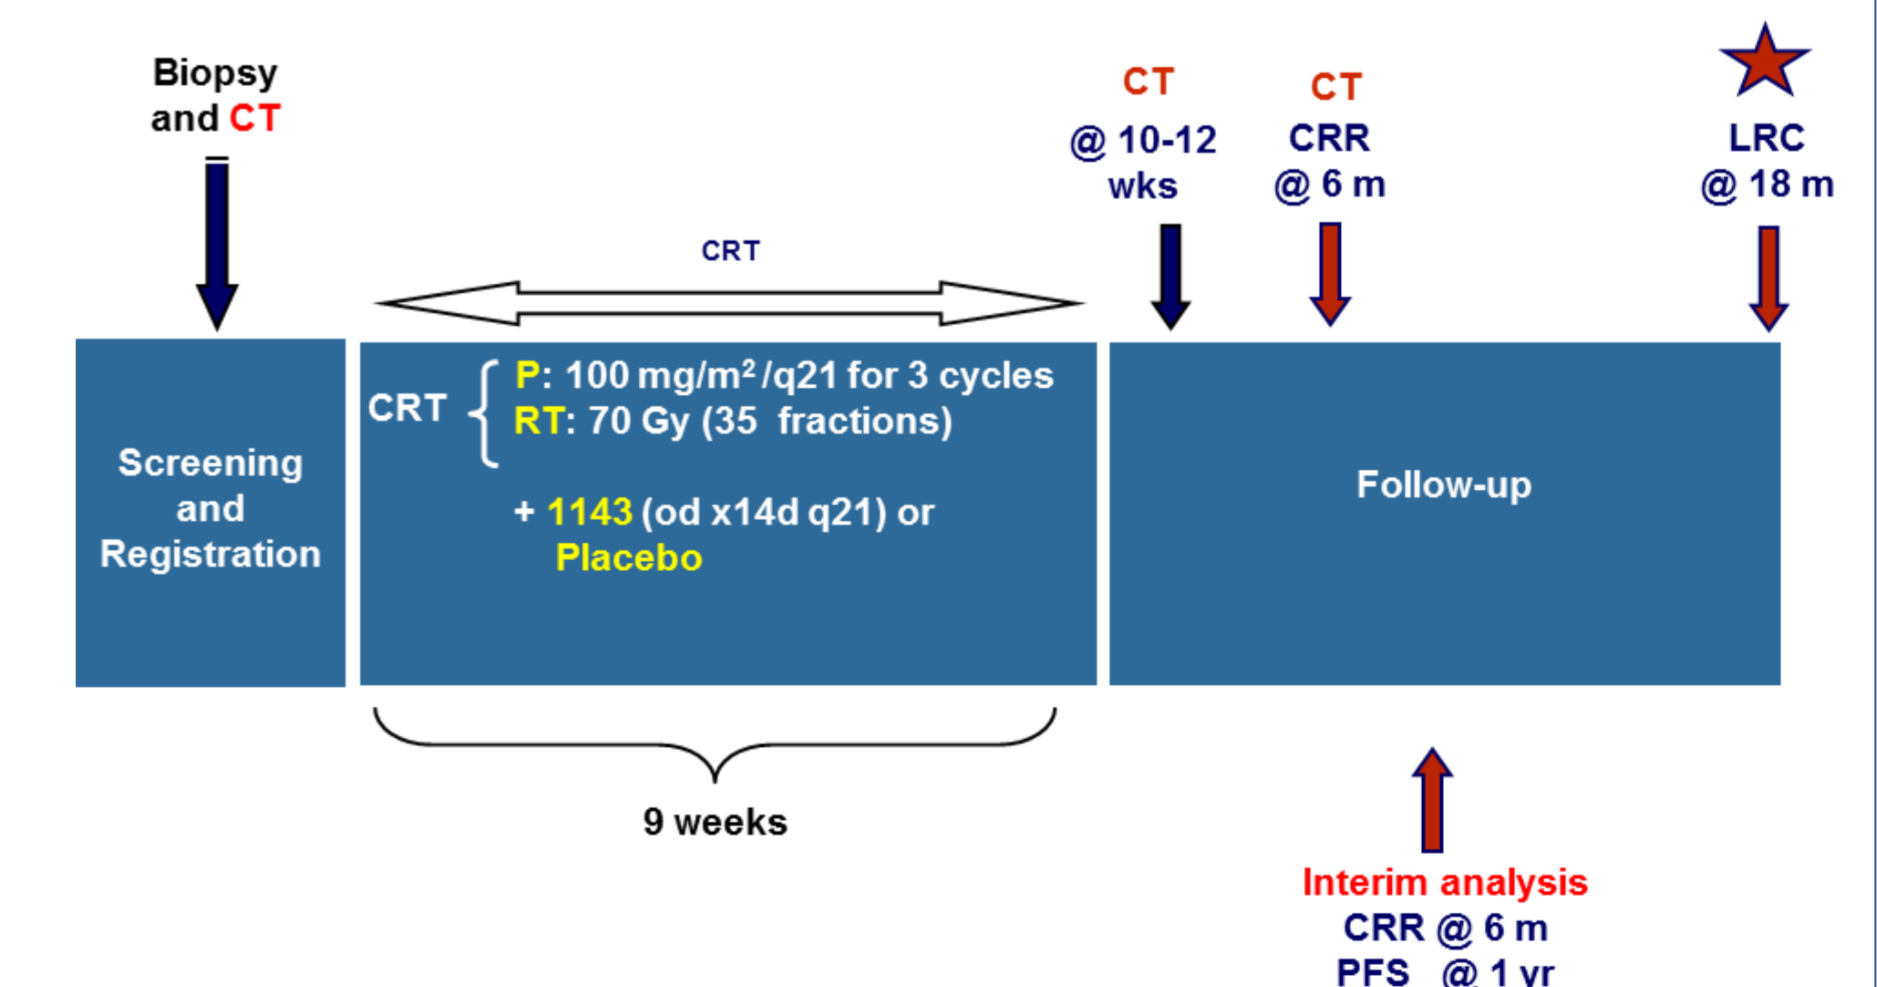 Biopsy
and CT
CRT
CT
@ 10-12
wks
CT
CRR
@ 6 m
LRC
@ 18 m
Screening
and
Registration
CRT
P: 100 mg/m²/q21 for 3 cycles
RT: 70 Gy (35 fractions)
+ 1143 (od x14d q21) or
Placebo
Follow-up
9 weeks
Interim analysis
CRR @ 6 m
PFS @ 1 yr